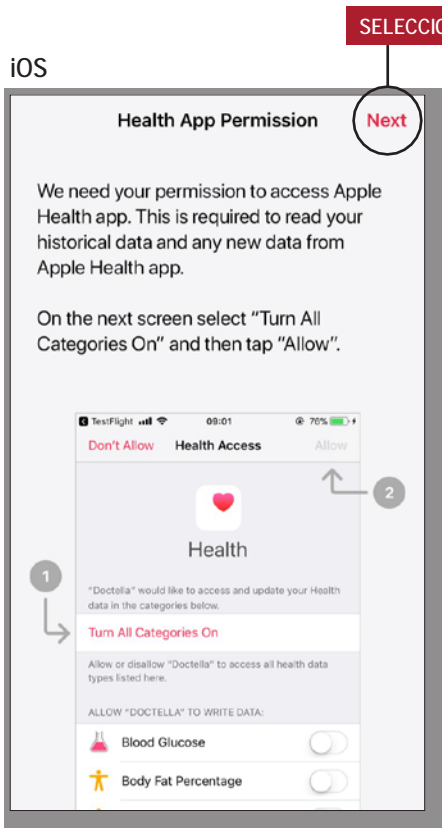 SELECCIO
iOS
Health App Permission Next
We need your permission to access Apple
Health app. This is required to read your
historical data and any new data from
Apple Health app.
On the next screen select “Turn All
Categories On” and then tap “Allow”.
TestFlight 09:01 76%
Don't Allow Health Access Allow
2
Health
1
"Doctella" would like to access and update your Health
data in the categories below.
Turn All Categories On
Allow or disallow "Doctella" to access all health data
types listed here.
ALLOW "DOCTELLA" TO WRITE DATA:
Blood Glucose
Body Fat Percentage